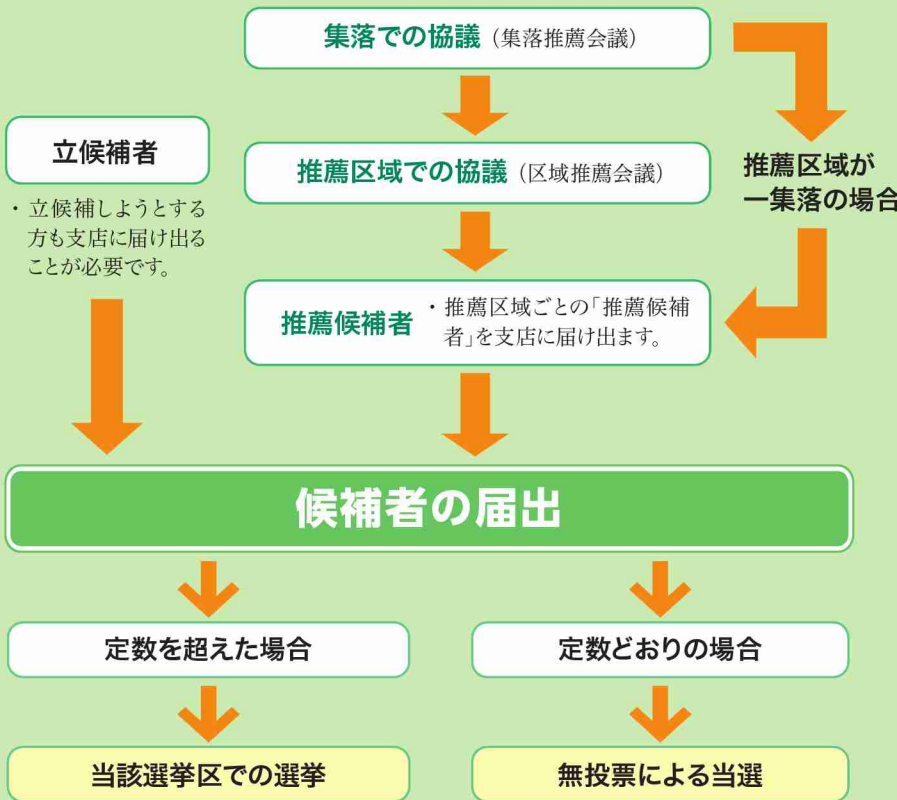 集落での協議（集落推薦会議）
立候補者
・立候補しようとする
方も支店に届け出る
ことが必要です。
推薦区域での協議（区域推薦会議）
推薦区域が
一集落の場合
推薦候補者
・推薦区域ごとの「推薦候補
者」を支店に届け出ます。
候補者の届出
定数を超えた場合
定数どおりの場合
当該選挙区での選挙
無投票による当選